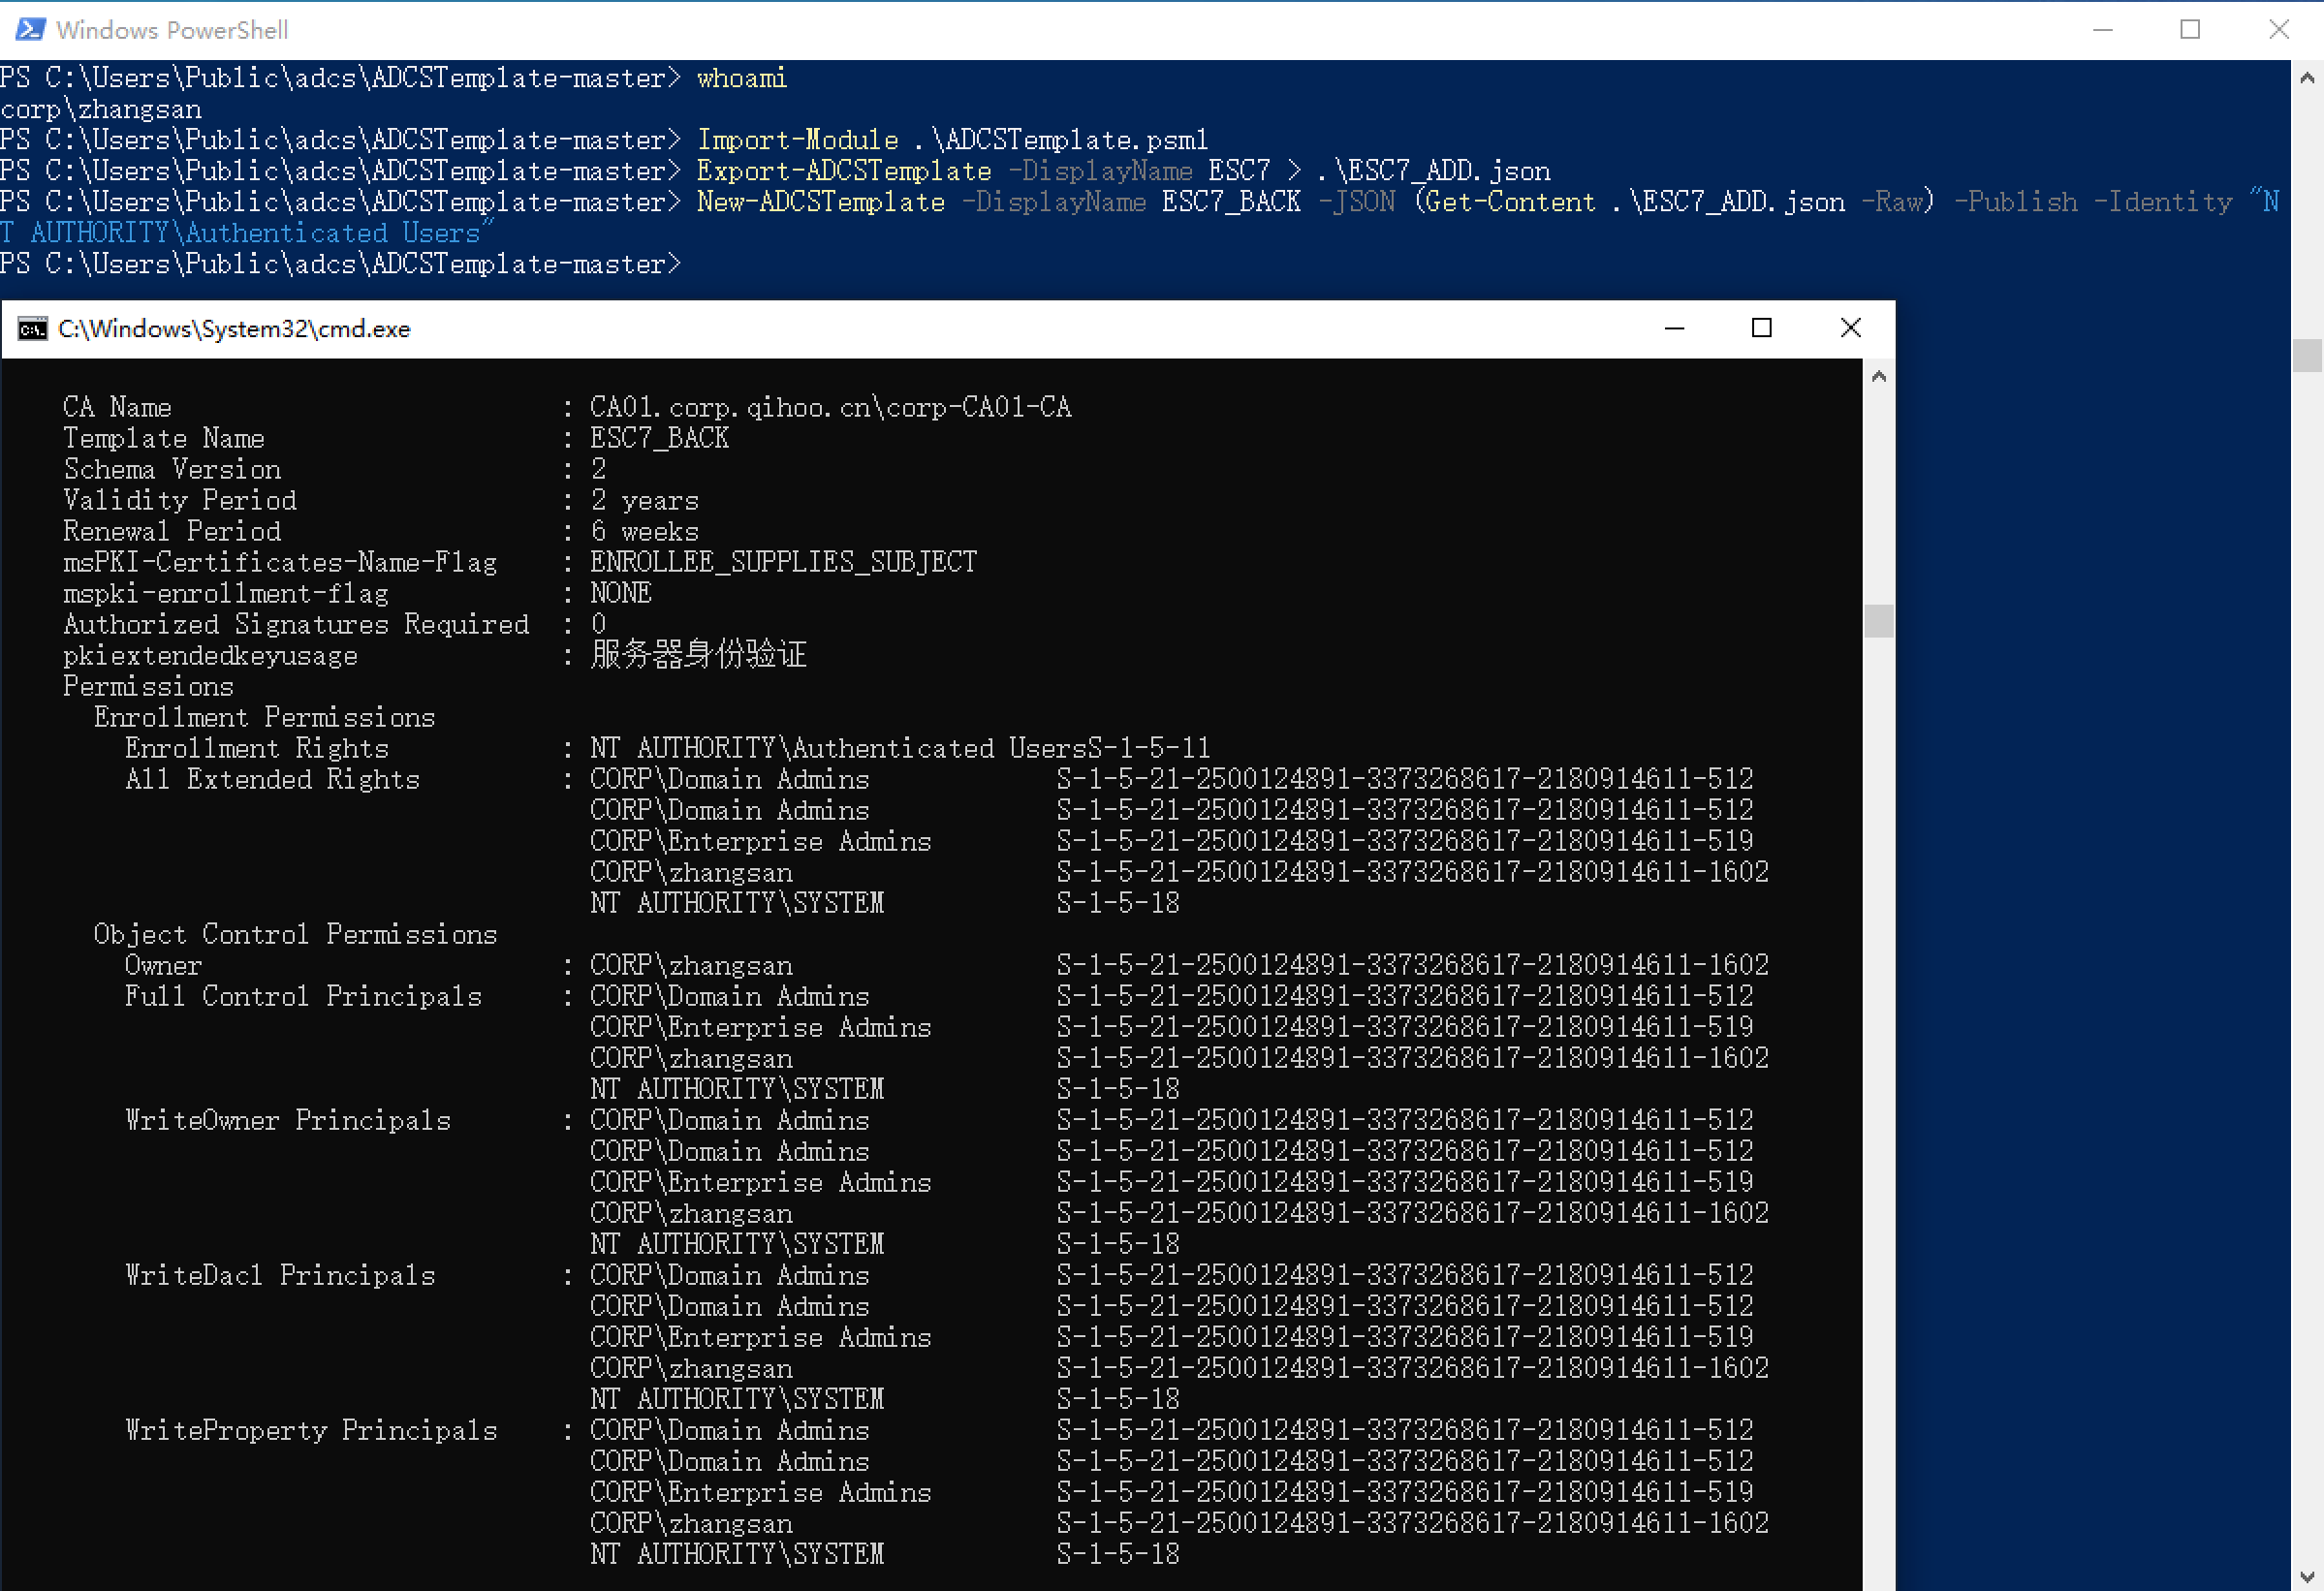 Windows PowerShell
PS C:\Users\Public\adcs\ADCSTemplate-master> whoami
corp\zhangsan
PS C:\Users\Public\adcs\ADCSTemplate-master> Import-Module .\ADCSTemplate.psm1
PS C:\Users\Public\adcs\ADCSTemplate-master> Export-ADCSTemplate -DisplayName ESC7 > .\ESC7_ADD.json
PS C:\Users\Public\adcs\ADCSTemplate-master> New-ADCSTemplate -DisplayName ESC7_BACK -JSON (Get-Content .\ESC7_ADD.json -Raw) -Publish -Identity "N
T AUTHORITY\Authenticated Users"
PS C:\Users\Public\adcs\ADCSTemplate-master>
C:\Windows\System32\cmd.exe
CA Name : CA01.corp.qihoo.cn\corp-CA01-CA
Template Name : ESC7_BACK
Schema Version : 2
Validity Period : 2 years
Renewal Period : 6 weeks
msPKI-Certificates-Name-Flag : ENROLLEE_SUPPLIES_SUBJECT
mspki-enrollment-flag : NONE
Authorized Signatures Required : 0
pkiextendedkeyusage : 服务器身份验证
Permissions
Enrollment Permissions
Enrollment Rights : NT AUTHORITY\Authenticated UsersS-1-5-11
All Extended Rights : CORP\Domain Admins S-1-5-21-2500124891-3373268617-2180914611-512
CORP\Domain Admins S-1-5-21-2500124891-3373268617-2180914611-512
CORP\Enterprise Admins S-1-5-21-2500124891-3373268617-2180914611-519
CORP\zhangsan S-1-5-21-2500124891-3373268617-2180914611-1602
NT AUTHORITY\SYSTEM S-1-5-18
Object Control Permissions
Owner : CORP\zhangsan S-1-5-21-2500124891-3373268617-2180914611-1602
Full Control Principals : CORP\Domain Admins S-1-5-21-2500124891-3373268617-2180914611-512
CORP\Enterprise Admins S-1-5-21-2500124891-3373268617-2180914611-519
CORP\zhangsan S-1-5-21-2500124891-3373268617-2180914611-1602
NT AUTHORITY\SYSTEM S-1-5-18
WriteOwner Principals : CORP\Domain Admins S-1-5-21-2500124891-3373268617-2180914611-512
CORP\Domain Admins S-1-5-21-2500124891-3373268617-2180914611-512
CORP\Enterprise Admins S-1-5-21-2500124891-3373268617-2180914611-519
CORP\zhangsan S-1-5-21-2500124891-3373268617-2180914611-1602
NT AUTHORITY\SYSTEM S-1-5-18
WriteDacl Principals : CORP\Domain Admins S-1-5-21-2500124891-3373268617-2180914611-512
CORP\Domain Admins S-1-5-21-2500124891-3373268617-2180914611-512
CORP\Enterprise Admins S-1-5-21-2500124891-3373268617-2180914611-519
CORP\zhangsan S-1-5-21-2500124891-3373268617-2180914611-1602
NT AUTHORITY\SYSTEM S-1-5-18
WriteProperty Principals : CORP\Domain Admins S-1-5-21-2500124891-3373268617-2180914611-512
CORP\Domain Admins S-1-5-21-2500124891-3373268617-2180914611-512
CORP\Enterprise Admins S-1-5-21-2500124891-3373268617-2180914611-519
CORP\zhangsan S-1-5-21-2500124891-3373268617-2180914611-1602
NT AUTHORITY\SYSTEM S-1-5-18